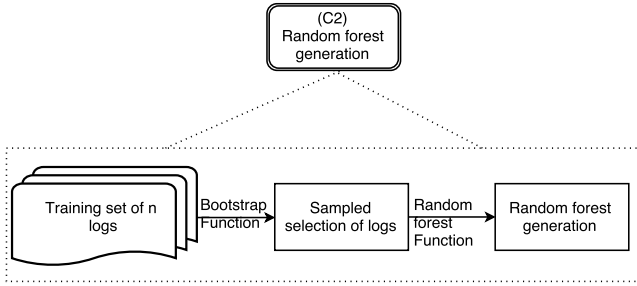 (C2)
Random forest
generation
Training set of n
logs
Bootstrap
Function
Sampled
selection of logs
Random
forest
Function
Random forest
generation